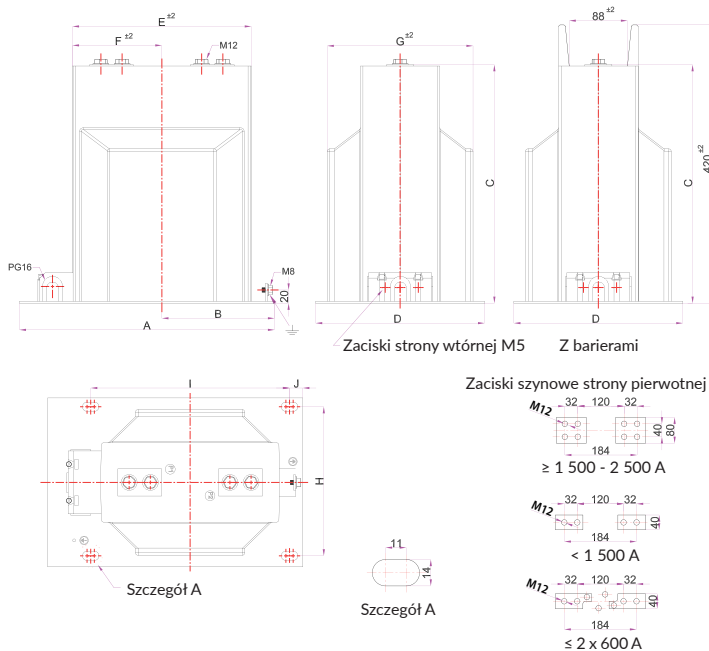 E ±2
F ±2
M12
PG16
M8
20
B
A
G ±2
C
D
88 ±2
C
420 ±2
D
Zaciski strony wtórnej M5
Z barierami
I
J
H
Szczegół A
11
14
Szczegół A
Zaciski szynowe strony pierwotnej
M12
32 120 32
40
80
184
≥ 1 500 - 2 500 A
M12
32 120 32
40
184
< 1 500 A
M12
32 120 32
40
184
≤ 2 x 600 A